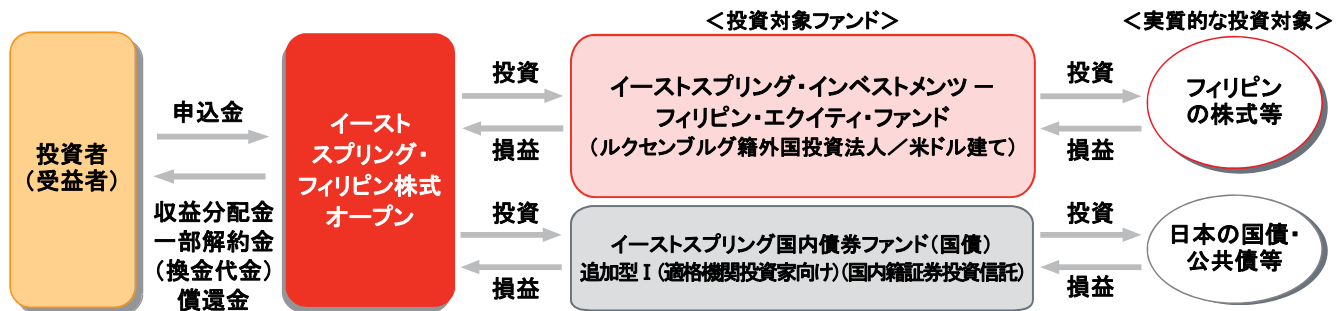 ＜投資対象ファンド＞
＜実質的な投資対象＞
投資者
（受益者）
申込金
収益分配金
一部解約金
（換金代金）
償還金
イースト
スプリング・
フィリピン株式
オープン
投資
損益
イーストスプリング・インベストメンツ －
フィリピン・エクイティ・ファンド
（ルクセンブルグ籍外国投資法人／米ドル建て）
投資
損益
フィリピン
の株式等
投資
損益
イーストスプリング国内債券ファンド（国債）
追加型Ⅰ（適格機関投資家向け）（国内籍証券投資信託）
投資
損益
日本の国債・
公共債等